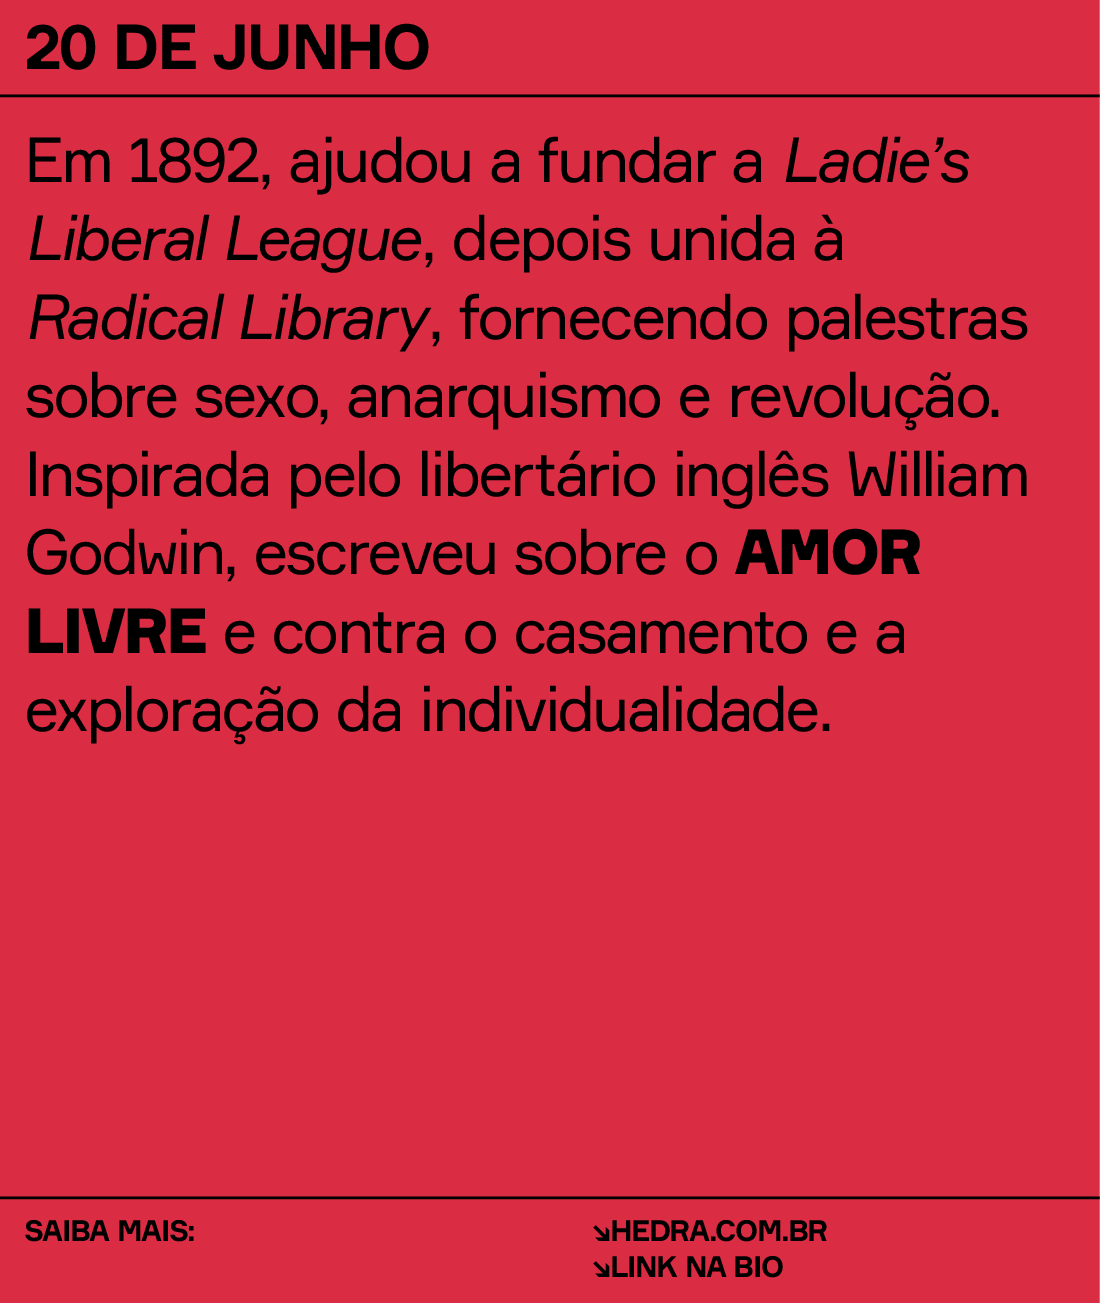 20 DE JUNHO
Em 1892, ajudou a fundar a Ladie’s
Liberal League, depois unida à
Radical Library, fornecendo palestras
sobre sexo, anarquismo e revolução.
Inspirada pelo libertário inglês William
Godwin, escreveu sobre o AMOR
LIVRE e contra o casamento e a
exploração da individualidade.
SAIBA MAIS:
↘HEDRA.COM.BR
↘LINK NA BIO